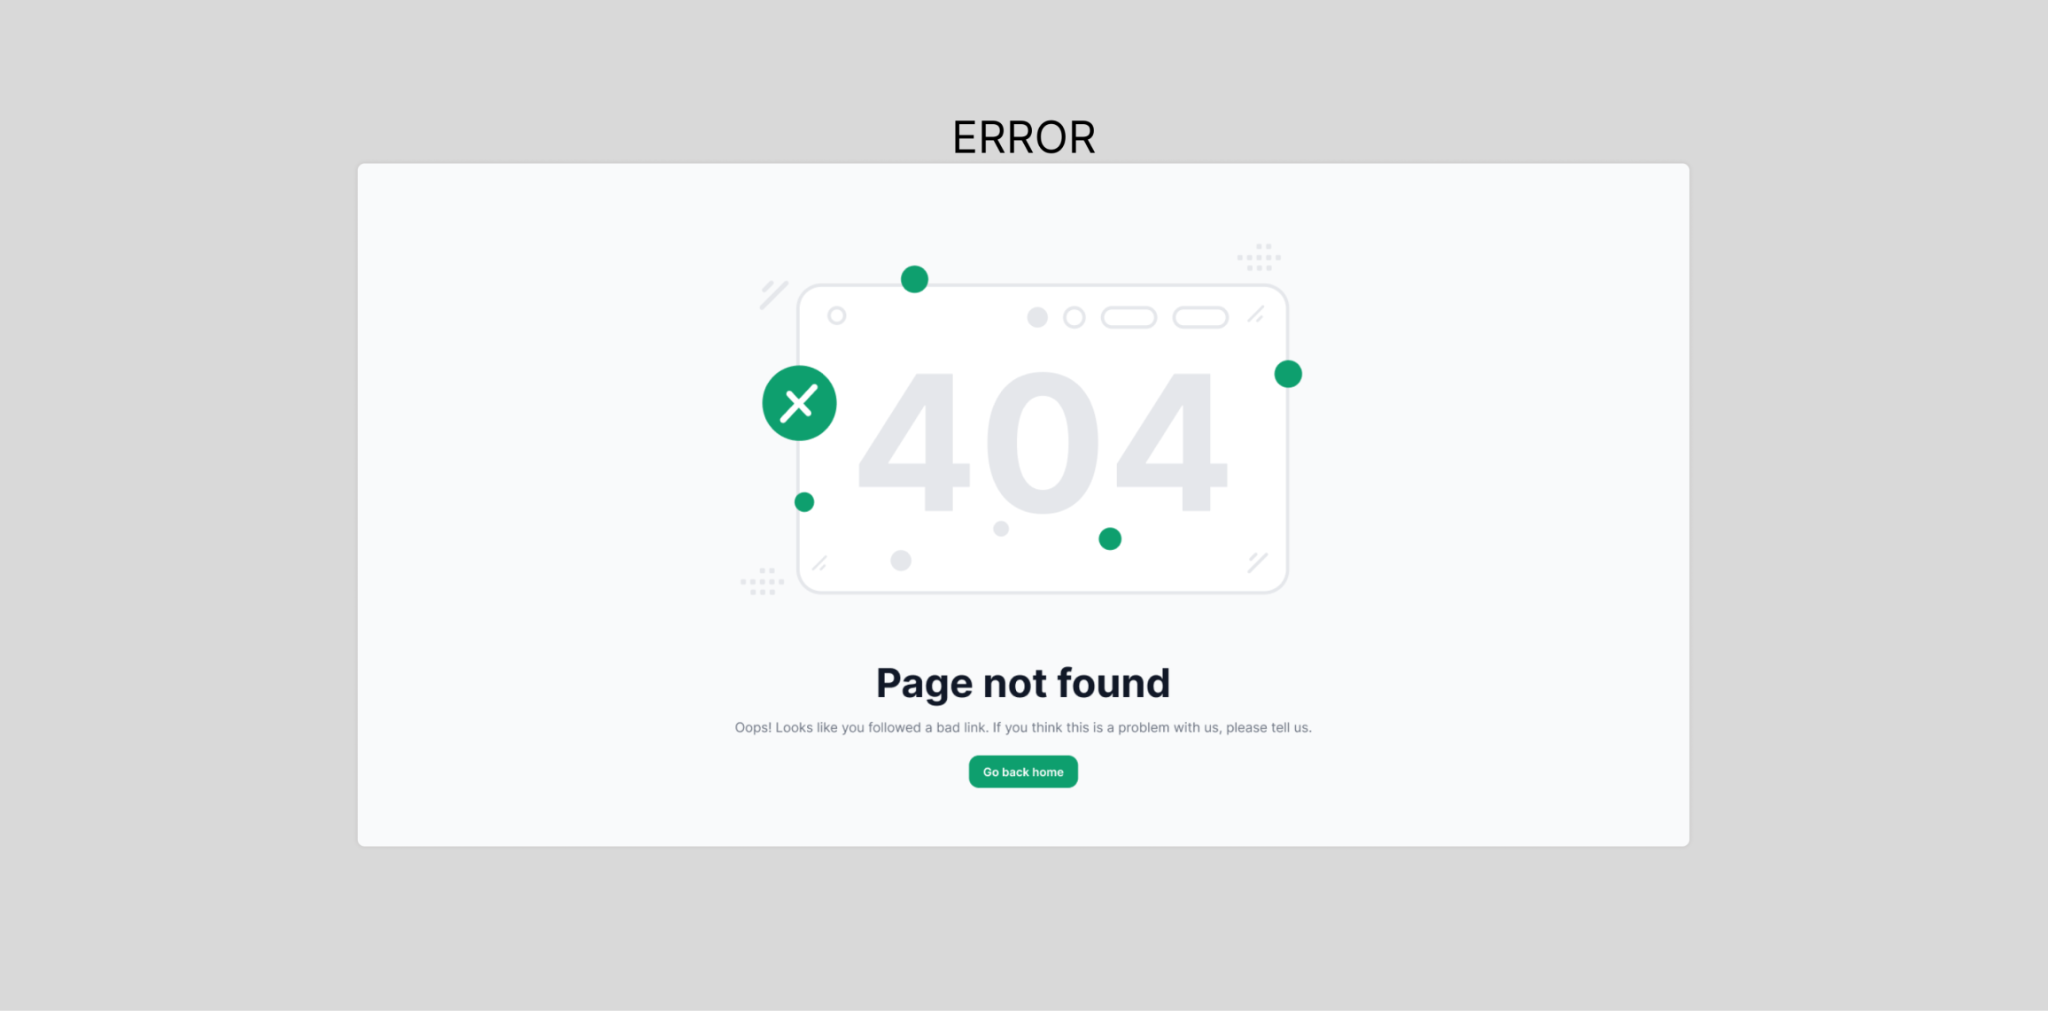 ERROR
404
Page not found
Oops! Looks like you followed a bad link. If you think this is a problem with us, please tell us.
Go back home